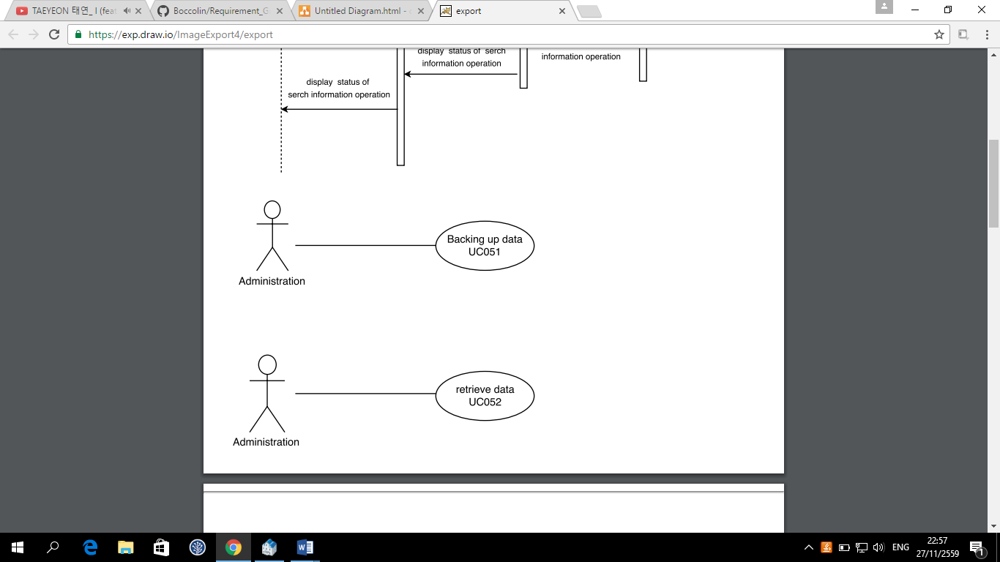 TAEYEON 태연_ I (feat
Boccolin/Requirement_G
Untitled Diagram.html -
export
https://exp.draw.io/ImageExport4/export
display status of serch
information operation
information operation
display status of
serch information operation
Backing up data
UC051
Administration
retrieve data
UC052
Administration
ENG
22:57
27/11/2559
1